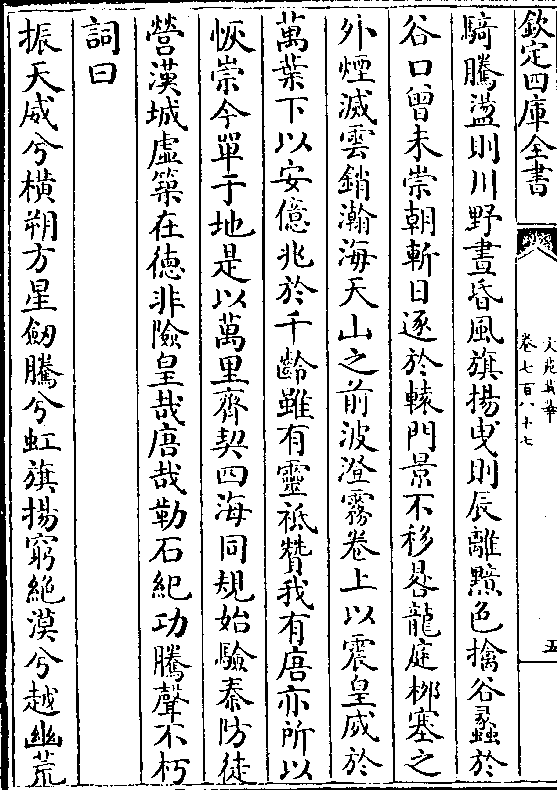 欽定四庫全書
文苑英華
卷七百八十七
五
騎騰盪則川野晝昏風旗揚曳則辰離黲色擒谷蠡於
谷口曾未崇朝斬日逐於轅門景不移晷龍庭栁塞之
外煙滅雲銷瀚海天山之前波澄霧卷上以震皇威於
萬葉下以安億兆於千齡雖有靈祇贊我有唐亦所以
恢崇今單于地是以萬里齊契四海同規始驗秦防徒
營漢城虛築在徳非險皇哉唐哉勒石紀功騰聲不朽
詞曰
振天威兮橫朔方星劒騰兮虹旗揚窮絶漠兮越幽荒